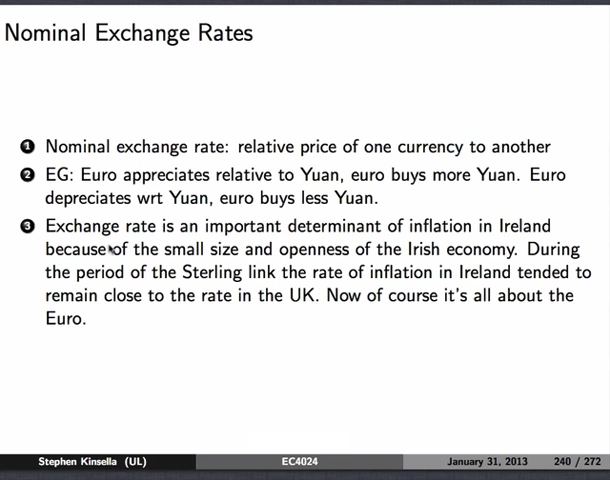 Nominal Exchange Rates
1 Nominal exchange rate: relative price of one currency to another
2 EG: Euro appreciates relative to Yuan, euro buys more Yuan. Euro
depreciates wrt Yuan, euro buys less Yuan.
3 Exchange rate is an important determinant of inflation in Ireland
because of the small size and openness of the Irish economy. During
the period of the Sterling link the rate of inflation in Ireland tended to
remain close to the rate in the UK. Now of course it's all about the
Euro.
Stephen Kinsella (UL) EC4024 January 31, 2013 240 / 272